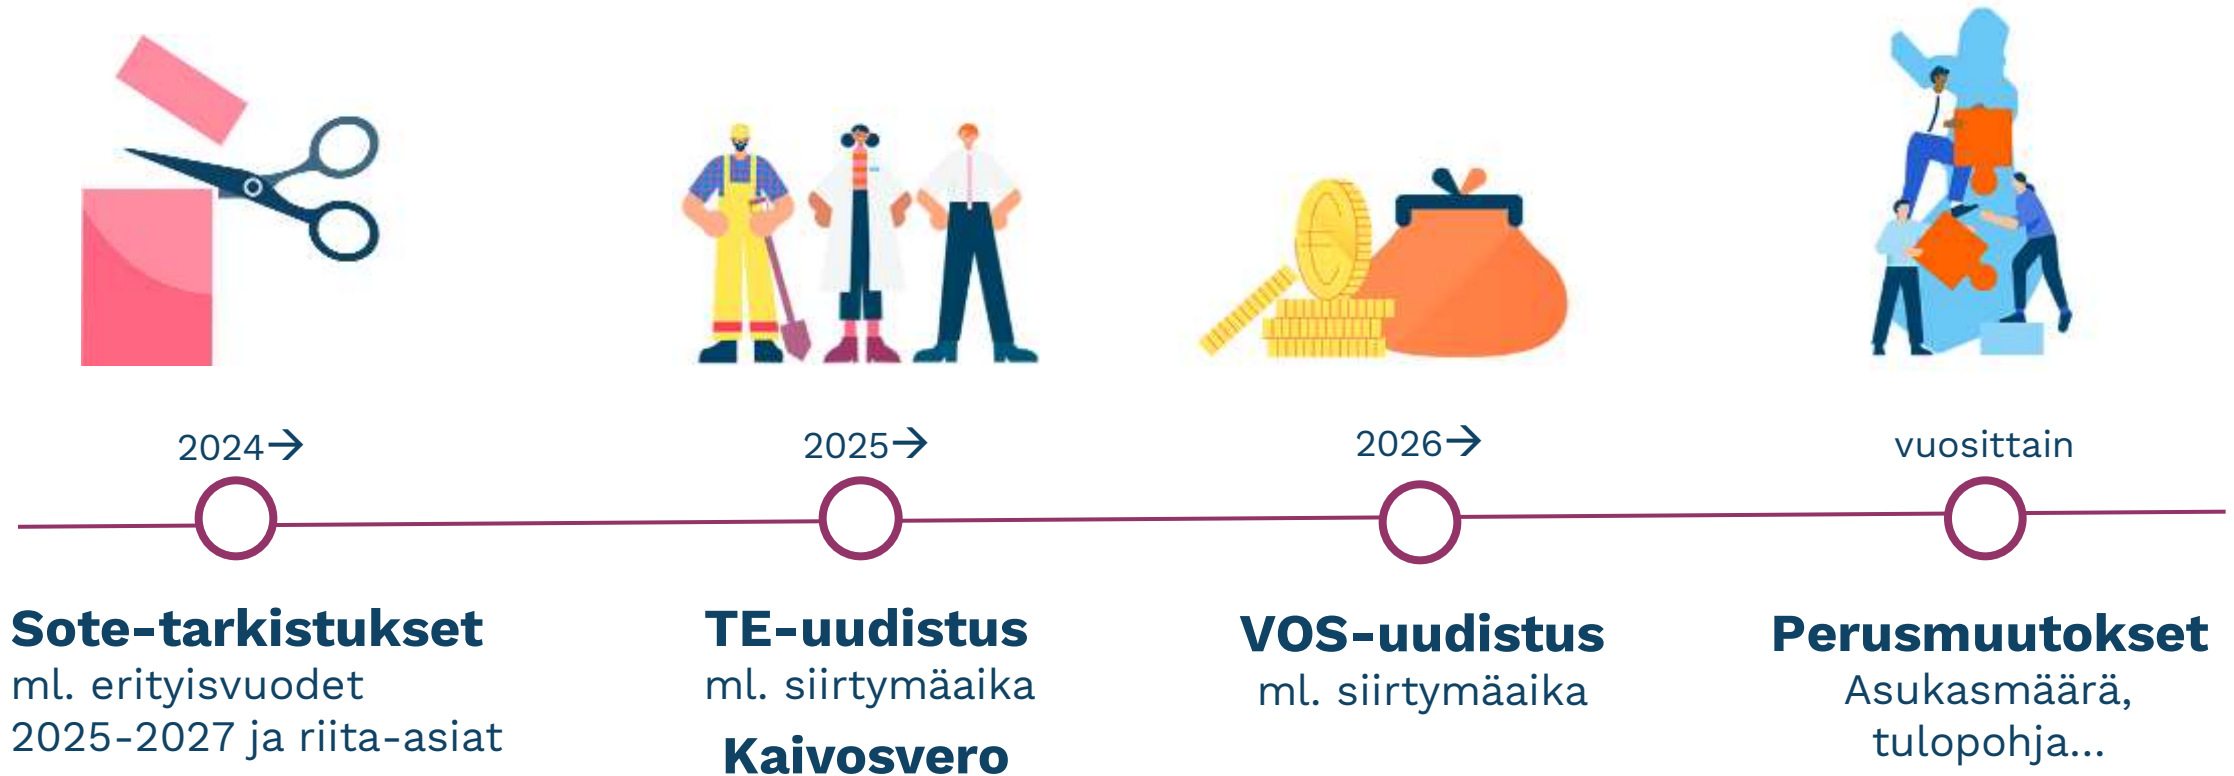 2024→
Sote-tarkistukset
ml. erityisvuodet
2025-2027 ja riita-asiat
2025→
TE-uudistus
ml. siirtymäaika
Kaivosvero
2026→
VOS-uudistus
ml. siirtymäaika
vuosittain
Perusmuutokset
Asukasmäärä,
tulopohja...